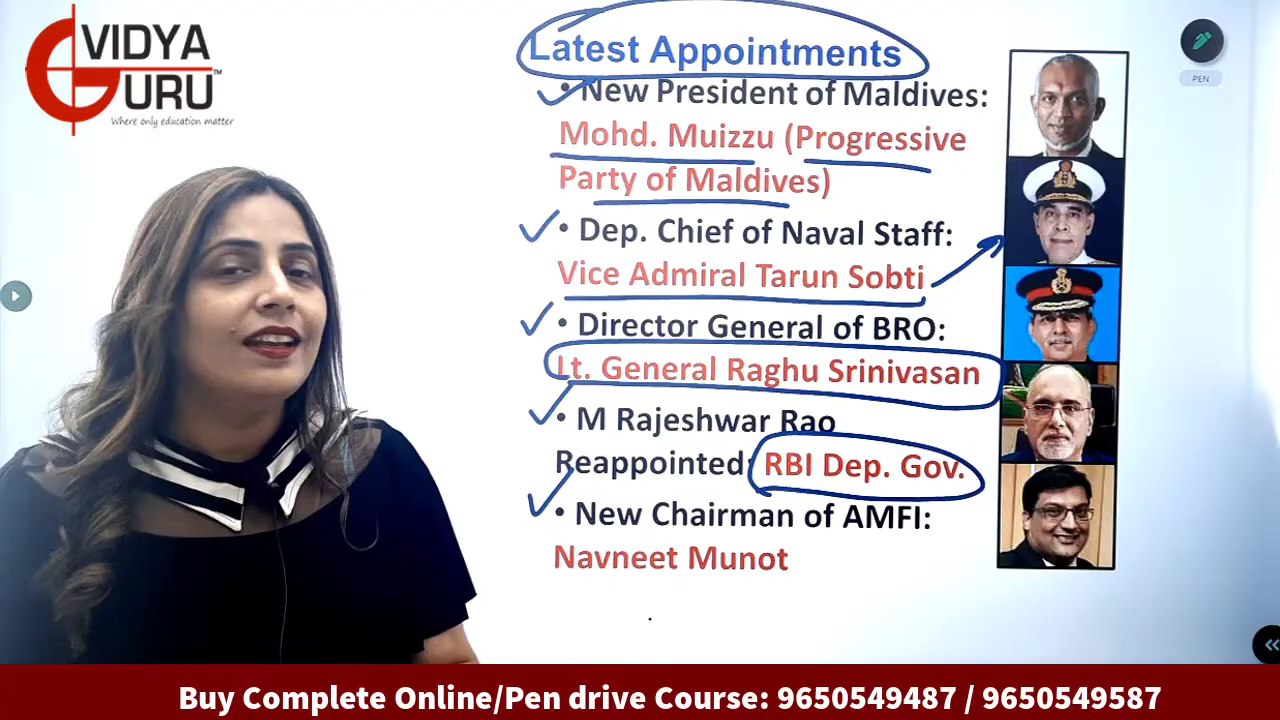 VIDYA
GURU™
Where only education matter
Latest Appointments
• New President of Maldives:
Mohd. Muizzu (Progressive
Party of Maldives)
• Dep. Chief of Naval Staff:
Vice Admiral Tarun Sobti
• Director General of BRO:
Lt. General Raghu Srinivasan
• M Rajeshwar Rao
Reappointed: RBI Dep. Gov.
• New Chairman of AMFI:
Navneet Munot
PEN
Buy Complete Online/Pen drive Course: 9650549487 / 9650549587